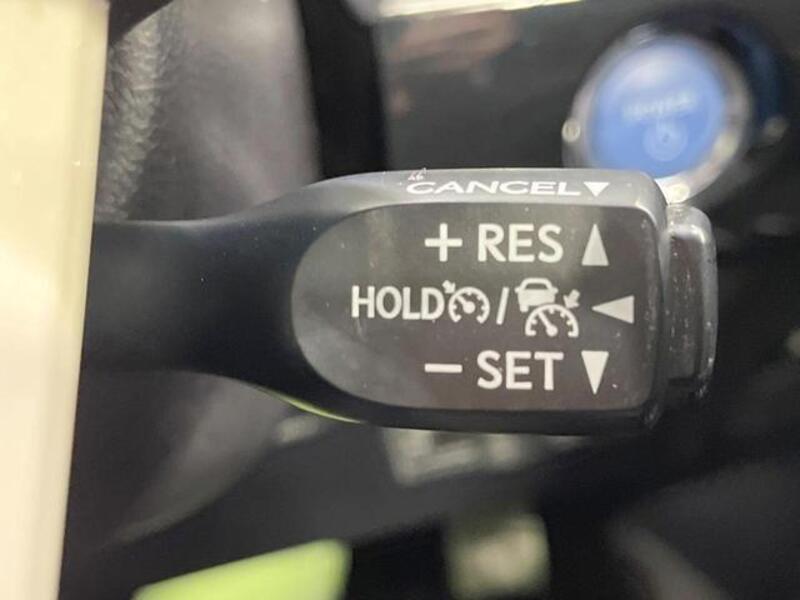 CANCEL▼
+ RES ▲
HOLD / ◀
− SET ▼